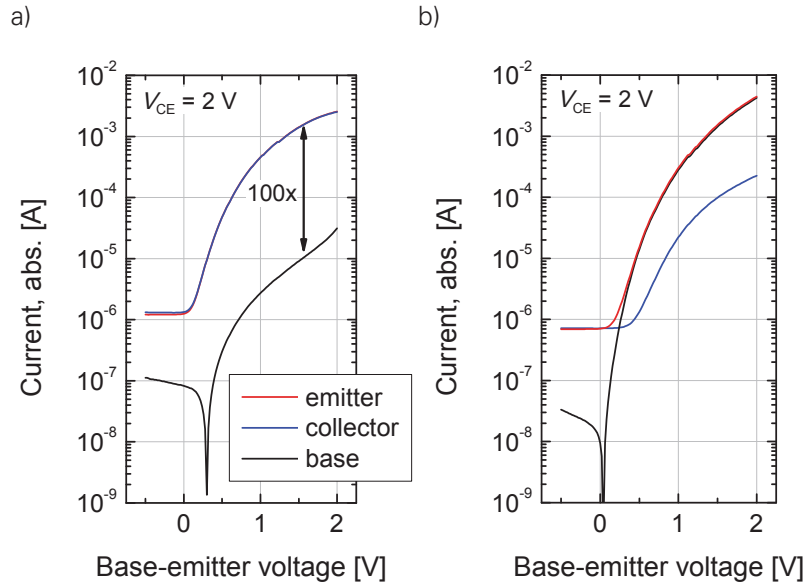 a)
V_CE = 2 V
100x
Current, abs. [A]
10^-2
10^-3
10^-4
10^-5
10^-6
10^-7
10^-8
10^-9
0
1
2
Base-emitter voltage [V]
emitter
collector
base
b)
V_CE = 2 V
Current, abs. [A]
10^-2
10^-3
10^-4
10^-5
10^-6
10^-7
10^-8
10^-9
0
1
2
Base-emitter voltage [V]